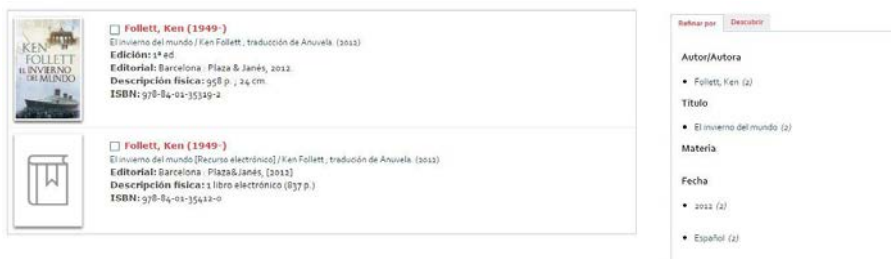 KEN
FOLLETT
EL INVIERNO
DEL MUNDO
Follett, Ken (1949-)
El invierno del mundo / Ken Follett ; traducción de Anuvela. (2012)
Edición: 1ª ed.
Editorial: Barcelona : Plaza & Janés, 2012.
Descripción física: 958 p. ; 24 cm.
ISBN: 978-84-01-35319-2
Follett, Ken (1949-)
El invierno del mundo [Recurso electrónico] / Ken Follett ; tradución de Anuvela. (2012)
Editorial: Barcelona : Plaza&Janés, [2012]
Descripción física: 1 libro electrónico (837 p.)
ISBN: 978-84-01-35412-0
Refinar por Descubrir
Autor/Autora
Follett, Ken (2)
Título
El invierno del mundo (2)
Materia
Fecha
2012 (2)
Español (2)